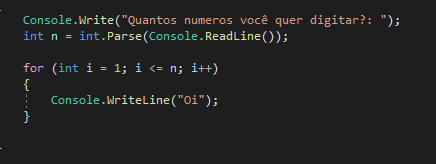 Console.Write("Quantos numeros você quer digitar?: ");
int n = int.Parse(Console.ReadLine());
for (int i = 1; i <= n; i++)
{
Console.WriteLine("Oi");
}